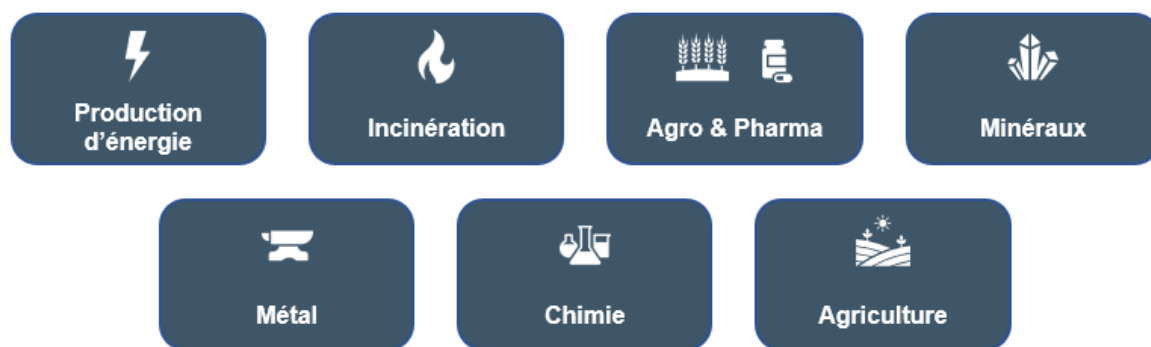 Production
d’énergie
Incinération
Agro & Pharma
Minéraux
Métal
Chimie
Agriculture